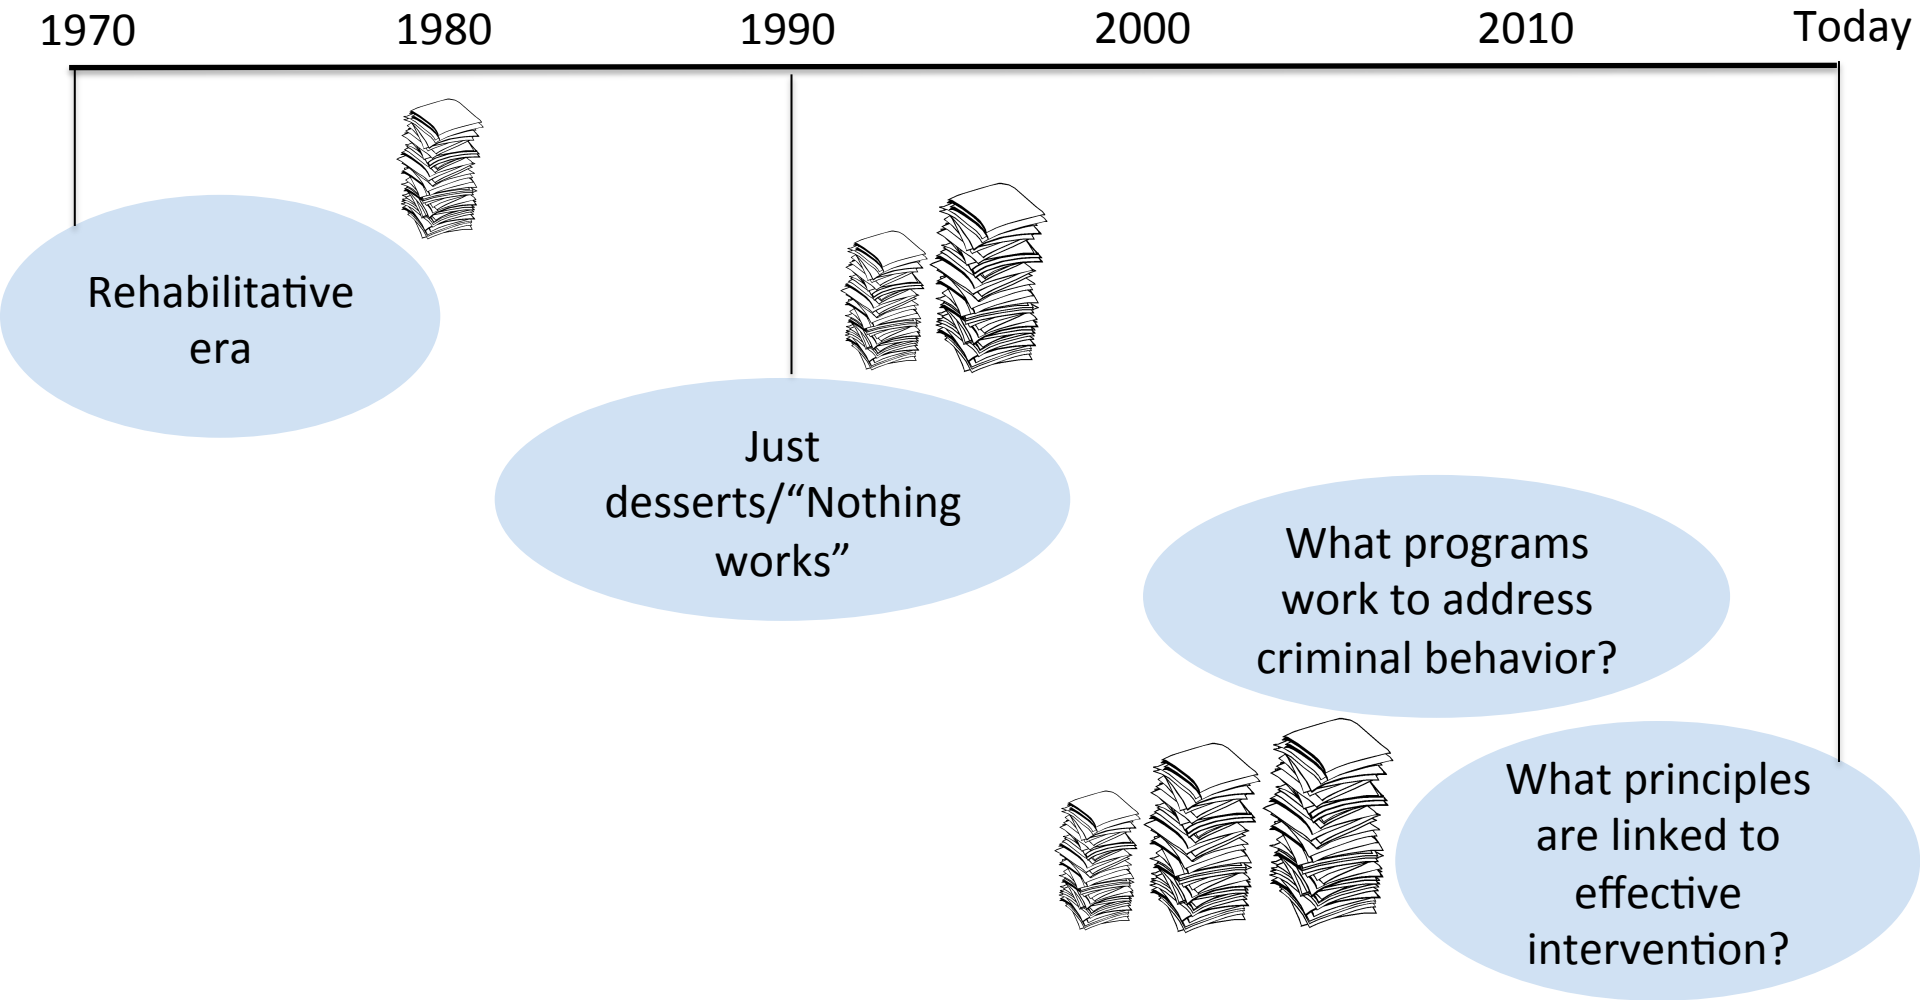 1970 1980 1990 2000 2010 Today
Rehabilitative
era
Just
desserts/“Nothing
works”
What programs
work to address
criminal behavior?
What principles
are linked to
effective
intervention?